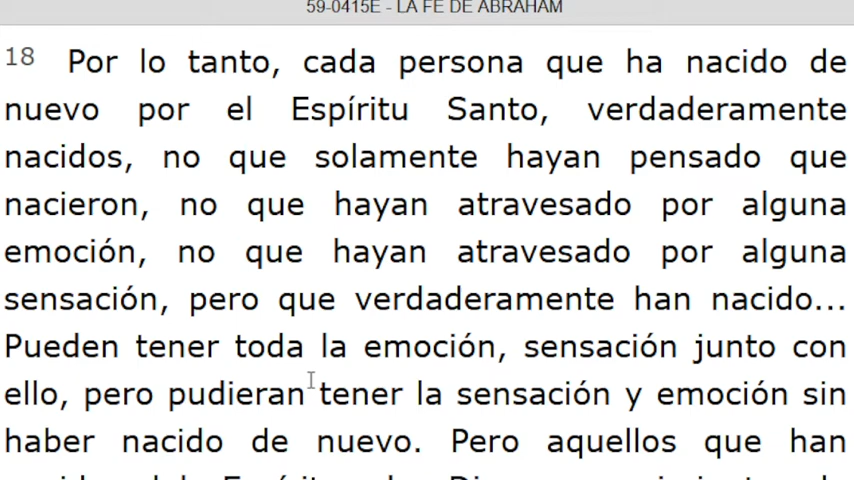 59-0415E - LA FE DE ABRAHAM
18 Por lo tanto, cada persona que ha nacido de
nuevo por el Espíritu Santo, verdaderamente
nacidos, no que solamente hayan pensado que
nacieron, no que hayan atravesado por alguna
emoción, no que hayan atravesado por alguna
sensación, pero que verdaderamente han nacido...
Pueden tener toda la emoción, sensación junto con
ello, pero pudieran tener la sensación y emoción sin
haber nacido de nuevo. Pero aquellos que han